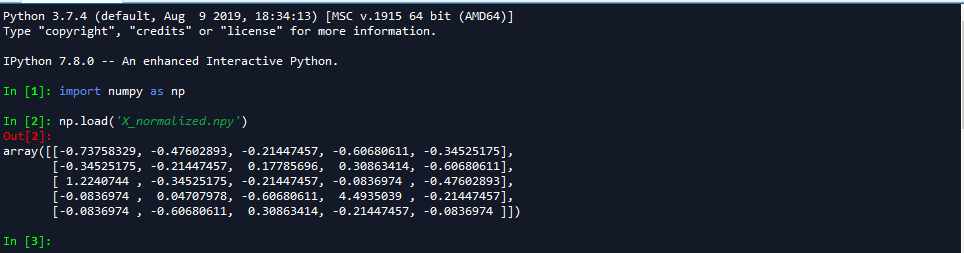 Python 3.7.4 (default, Aug  9 2019, 18:34:13) [MSC v.1915 64 bit (AMD64)]
Type "copyright", "credits" or "license" for more information.
IPython 7.8.0 -- An enhanced Interactive Python.
In [1]: import numpy as np
In [2]: np.load('X_normalized.npy')
Out[2]:
array([[-0.73758329, -0.47602893, -0.21447457, -0.60680611, -0.34525175],
       [-0.34525175, -0.21447457,  0.17785696,  0.30863414, -0.60680611],
       [ 1.2240744 , -0.34525175, -0.21447457, -0.0836974 , -0.47602893],
       [-0.0836974 ,  0.04707978, -0.60680611,  4.4935039 , -0.21447457],
       [-0.0836974 , -0.60680611,  0.30863414, -0.21447457, -0.0836974 ]])
In [3]: